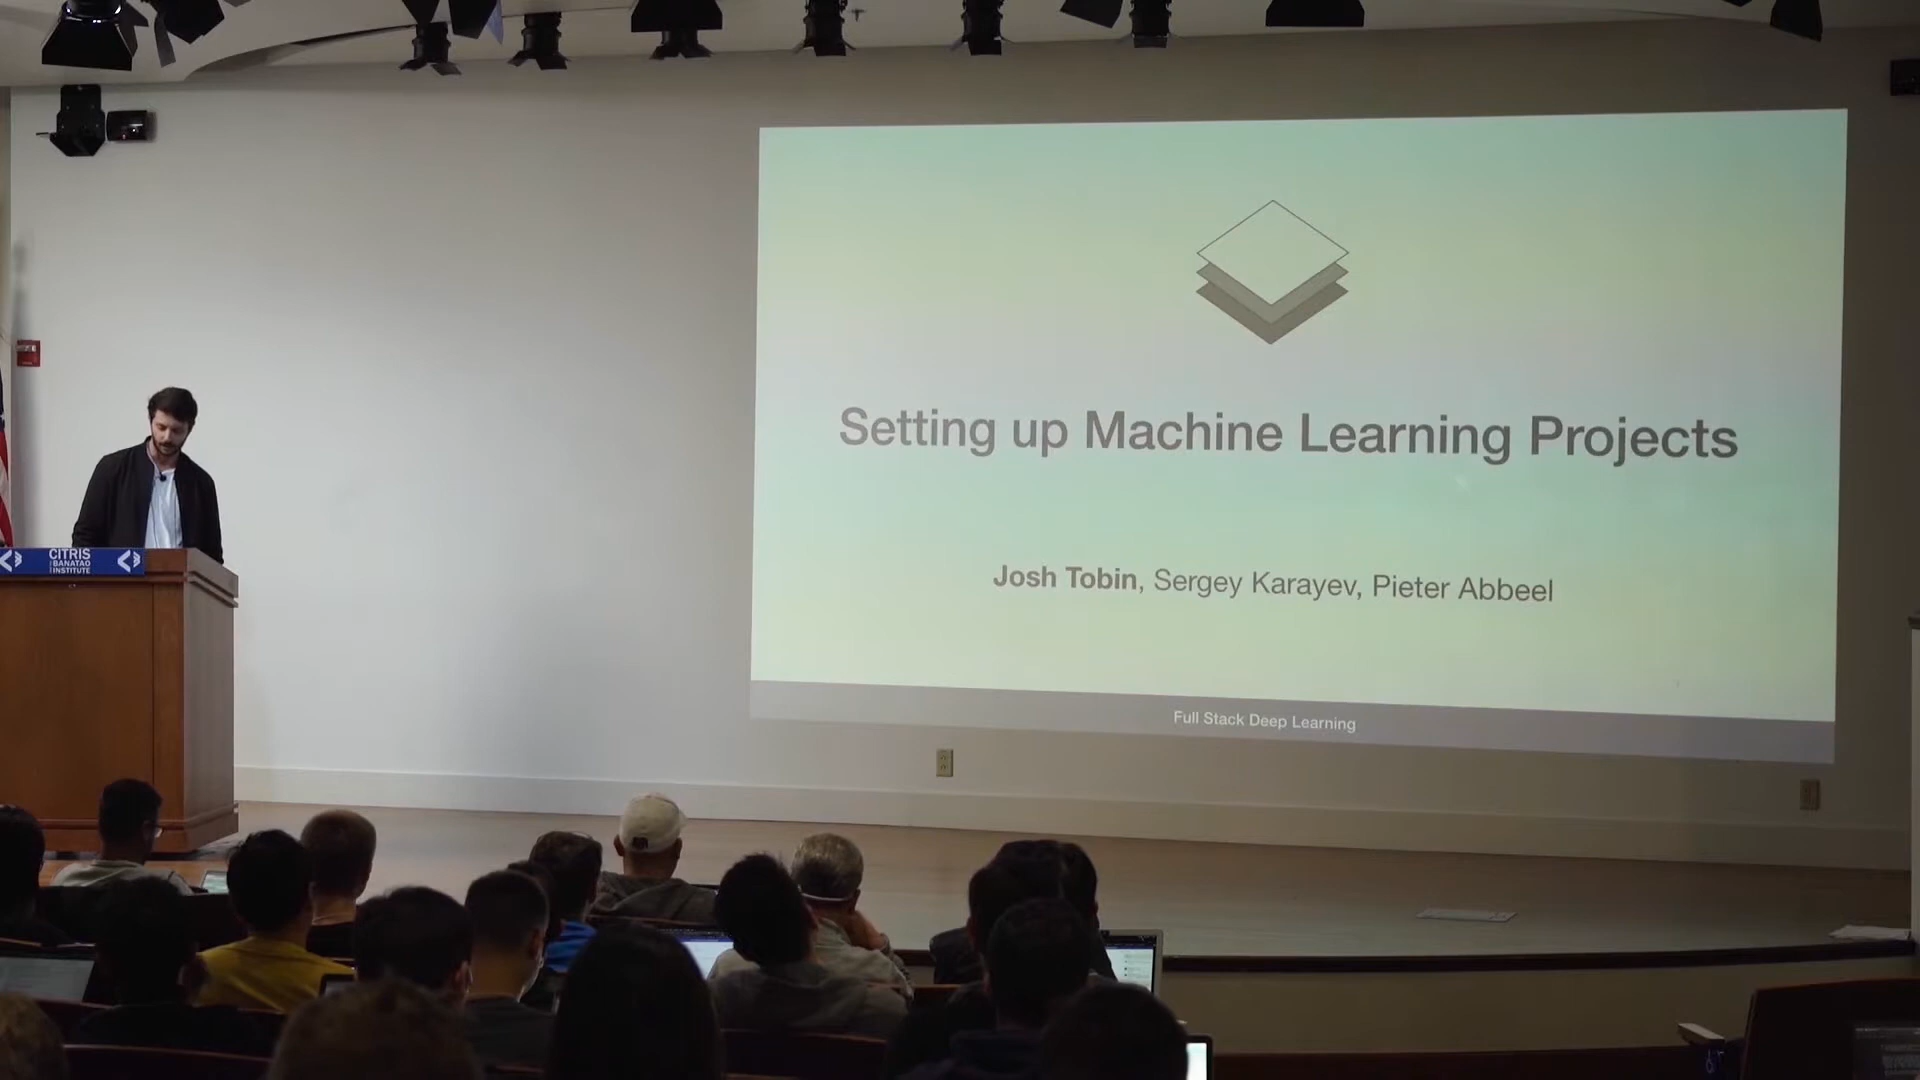 Setting up Machine Learning Projects
Josh Tobin, Sergey Karayev, Pieter Abbeel
Full Stack Deep Learning
CITRIS
BANATAO
INSTITUTE